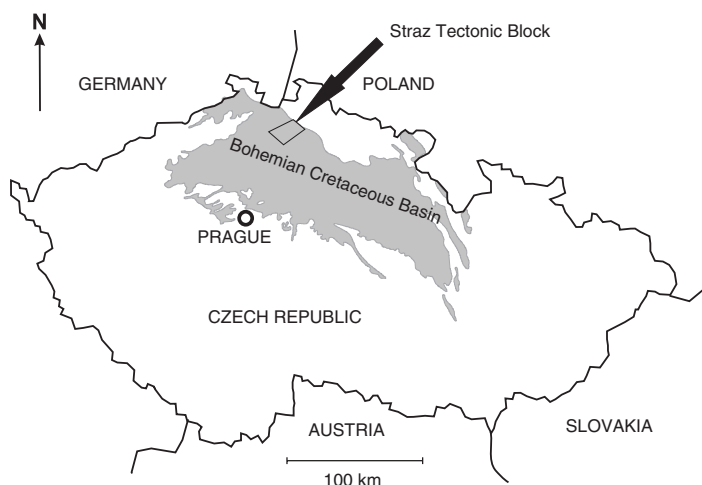 N
Straz Tectonic Block
GERMANY
POLAND
Bohemian Cretaceous Basin
PRAGUE
CZECH REPUBLIC
AUSTRIA
SLOVAKIA
100 km